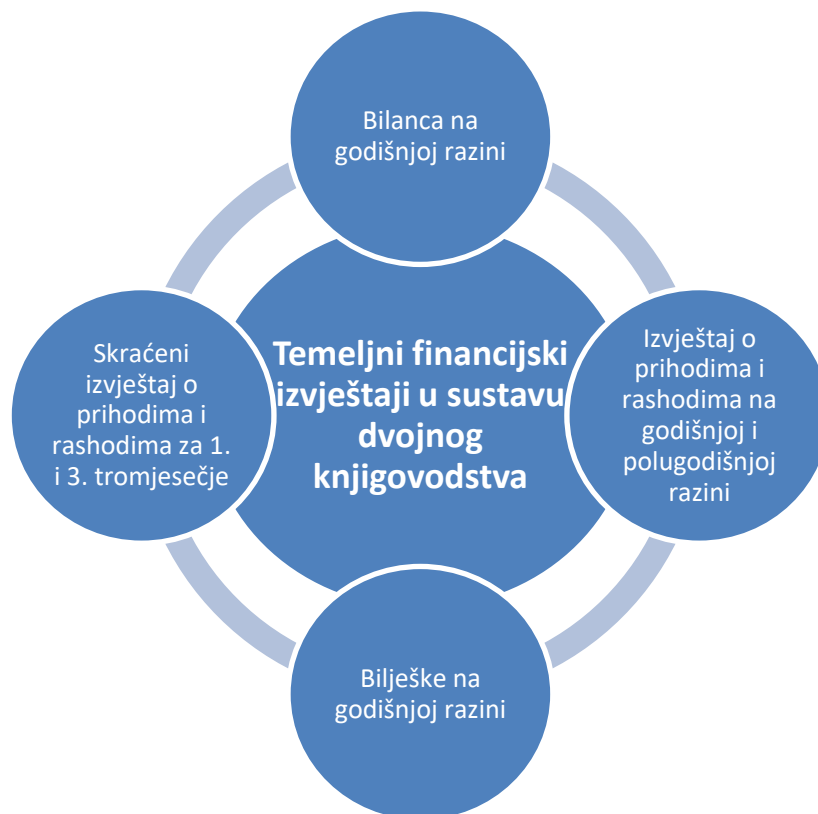 Bilanca na
godišnjoj razini
Temeljni financijski
izvještaji u sustavu
dvojnog
knjigovodstva
Skraćeni
izvještaj o
prihodima i
rashodima za 1.
i 3. tromjesečje
Izvještaj o
prihodima i
rashodima na
godišnjoj i
polugodišnjoj
razini
Bilješke na
godišnjoj razini